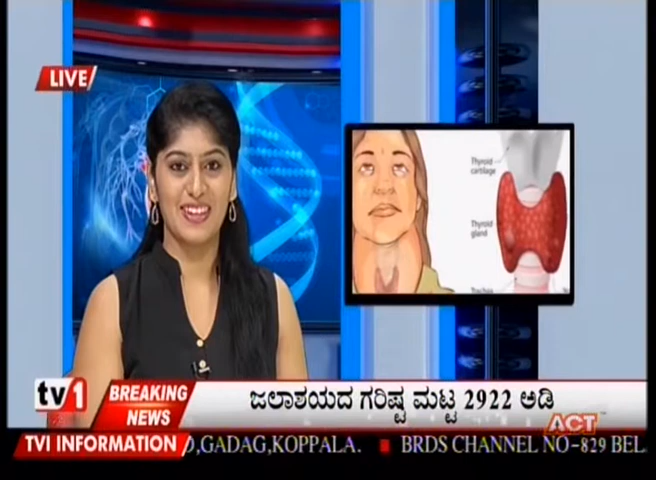 LIVE
Thyroid
cartilage
Thyroid
gland
Trachea
tv1
BREAKING
NEWS
ಜಲಾಶಯದ ಗರಿಷ್ಟ ಮಟ್ಟ 2922 ಅಡಿ
ACT
TV1 INFORMATION
,GADAG,KOPPALA. ■ BRDS CHANNEL NO-829 BEL